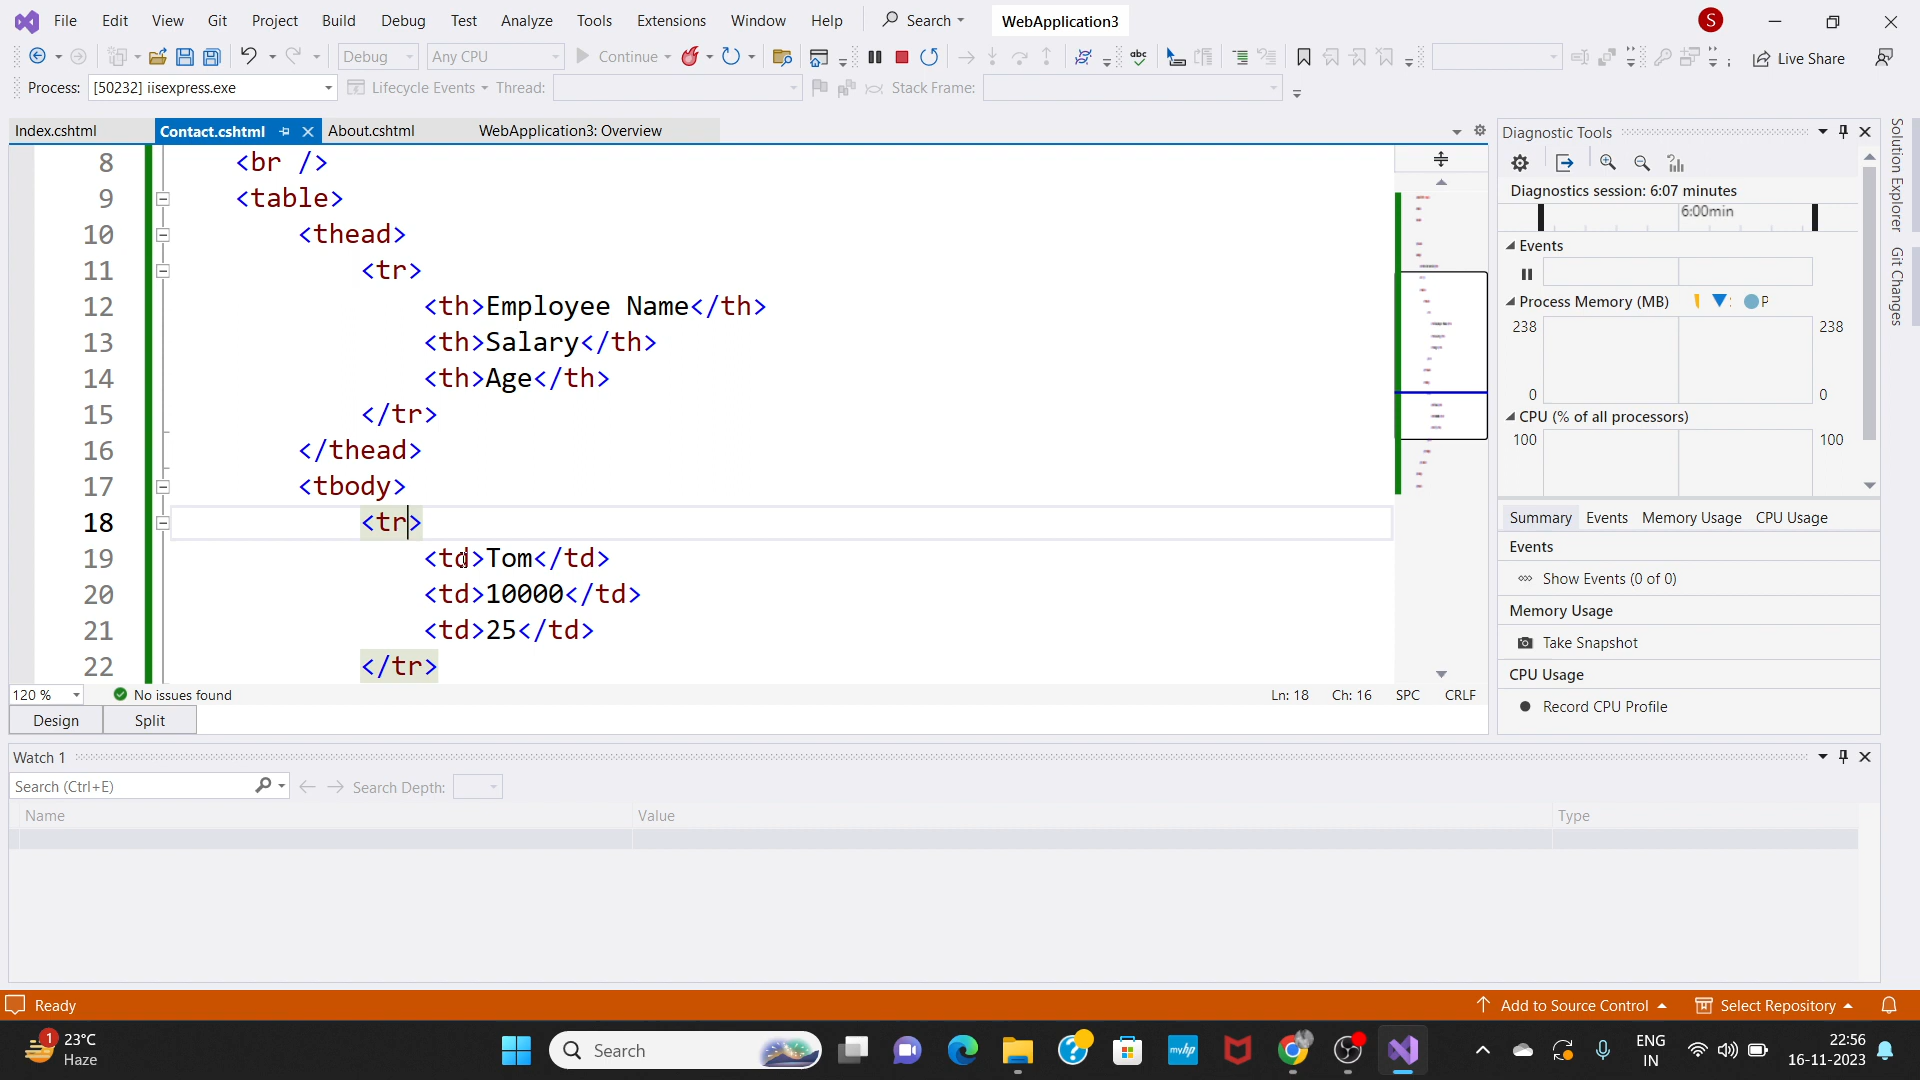 File Edit View Git Project Build Debug Test Analyze Tools Extensions Window Help Search WebApplication3 S
Debug Any CPU Continue Live Share
Process: [50232] iisexpress.exe Lifecycle Events Thread: Stack Frame:
Index.cshtml Contact.cshtml About.cshtml WebApplication3: Overview
8 <br />
9 <table>
10 <thead>
11 <tr>
12 <th>Employee Name</th>
13 <th>Salary</th>
14 <th>Age</th>
15 </tr>
16 </thead>
17 <tbody>
18 <tr>
19 <td>Tom</td>
20 <td>10000</td>
21 <td>25</td>
22 </tr>
120 % No issues found Ln: 18 Ch: 16 SPC CRLF
Design Split
Diagnostic Tools
Diagnostics session: 6:07 minutes
6:00min
Events
Process Memory (MB) P
238 238
0 0
CPU (% of all processors)
100 100
Summary Events Memory Usage CPU Usage
Events
Show Events (0 of 0)
Memory Usage
Take Snapshot
CPU Usage
Record CPU Profile
Solution Explorer
Git Changes
Watch 1
Search (Ctrl+E) Search Depth:
Name Value Type
Ready Add to Source Control Select Repository
1 23°C
Haze
Search
myhp
ENG
IN
22:56
16-11-2023